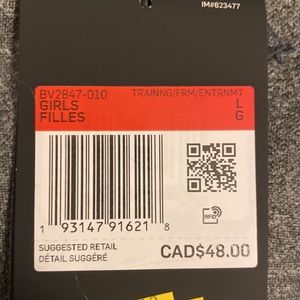 IM#623477
BV2847-010 TRAINNG/FRM/ENTRNMT
GIRLS L
FILLES G
RFID
1 93147 91621 8
SUGGESTED RETAIL CAD$48.00
DÉTAIL SUGGÉRÉ